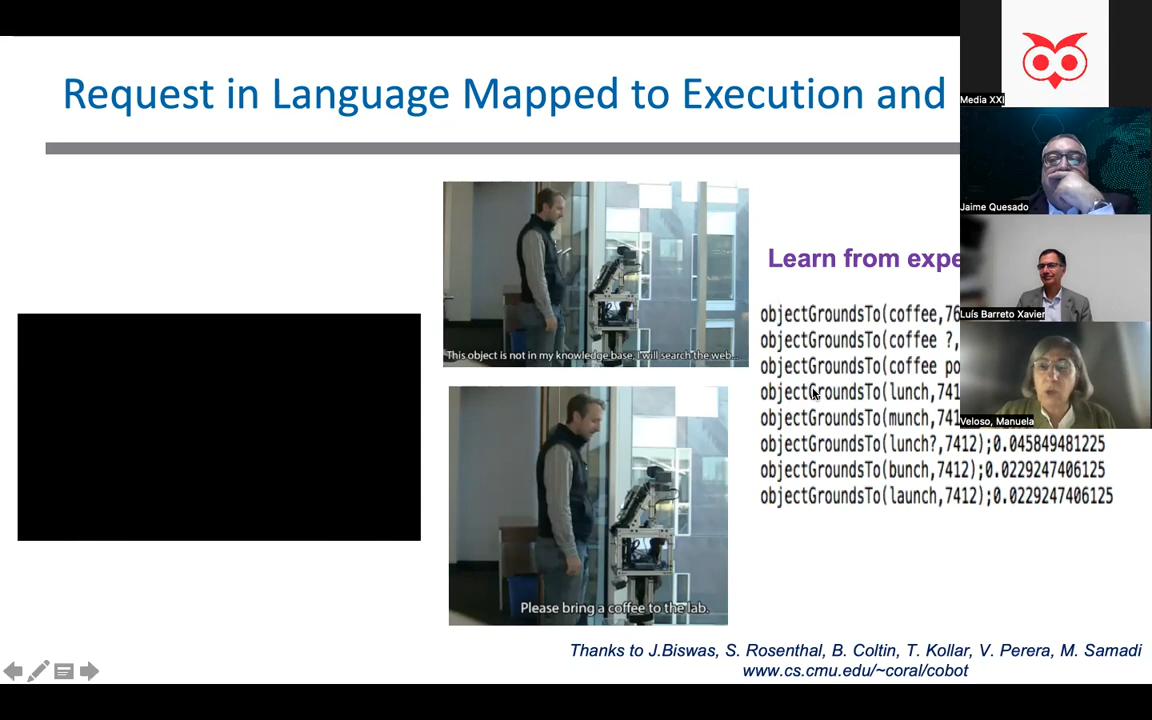 Request in Language Mapped to Execution and
Media XXI
Jaime Quesado
Luís Barreto Xavier
Veloso, Manuela
This object is not in my knowledge base, I will search the web...
Please bring a coffee to the lab.
Learn from expe
objectGroundsTo(coffee,76
objectGroundsTo(coffee ?,
objectGroundsTo(coffee po
objectGroundsTo(lunch,741
objectGroundsTo(munch,741
objectGroundsTo(lunch?,7412);0.045849481225
objectGroundsTo(bunch,7412);0.0229247406125
objectGroundsTo(launch,7412);0.0229247406125
Thanks to J.Biswas, S. Rosenthal, B. Coltin, T. Kollar, V. Perera, M. Samadi
www.cs.cmu.edu/~coral/cobot